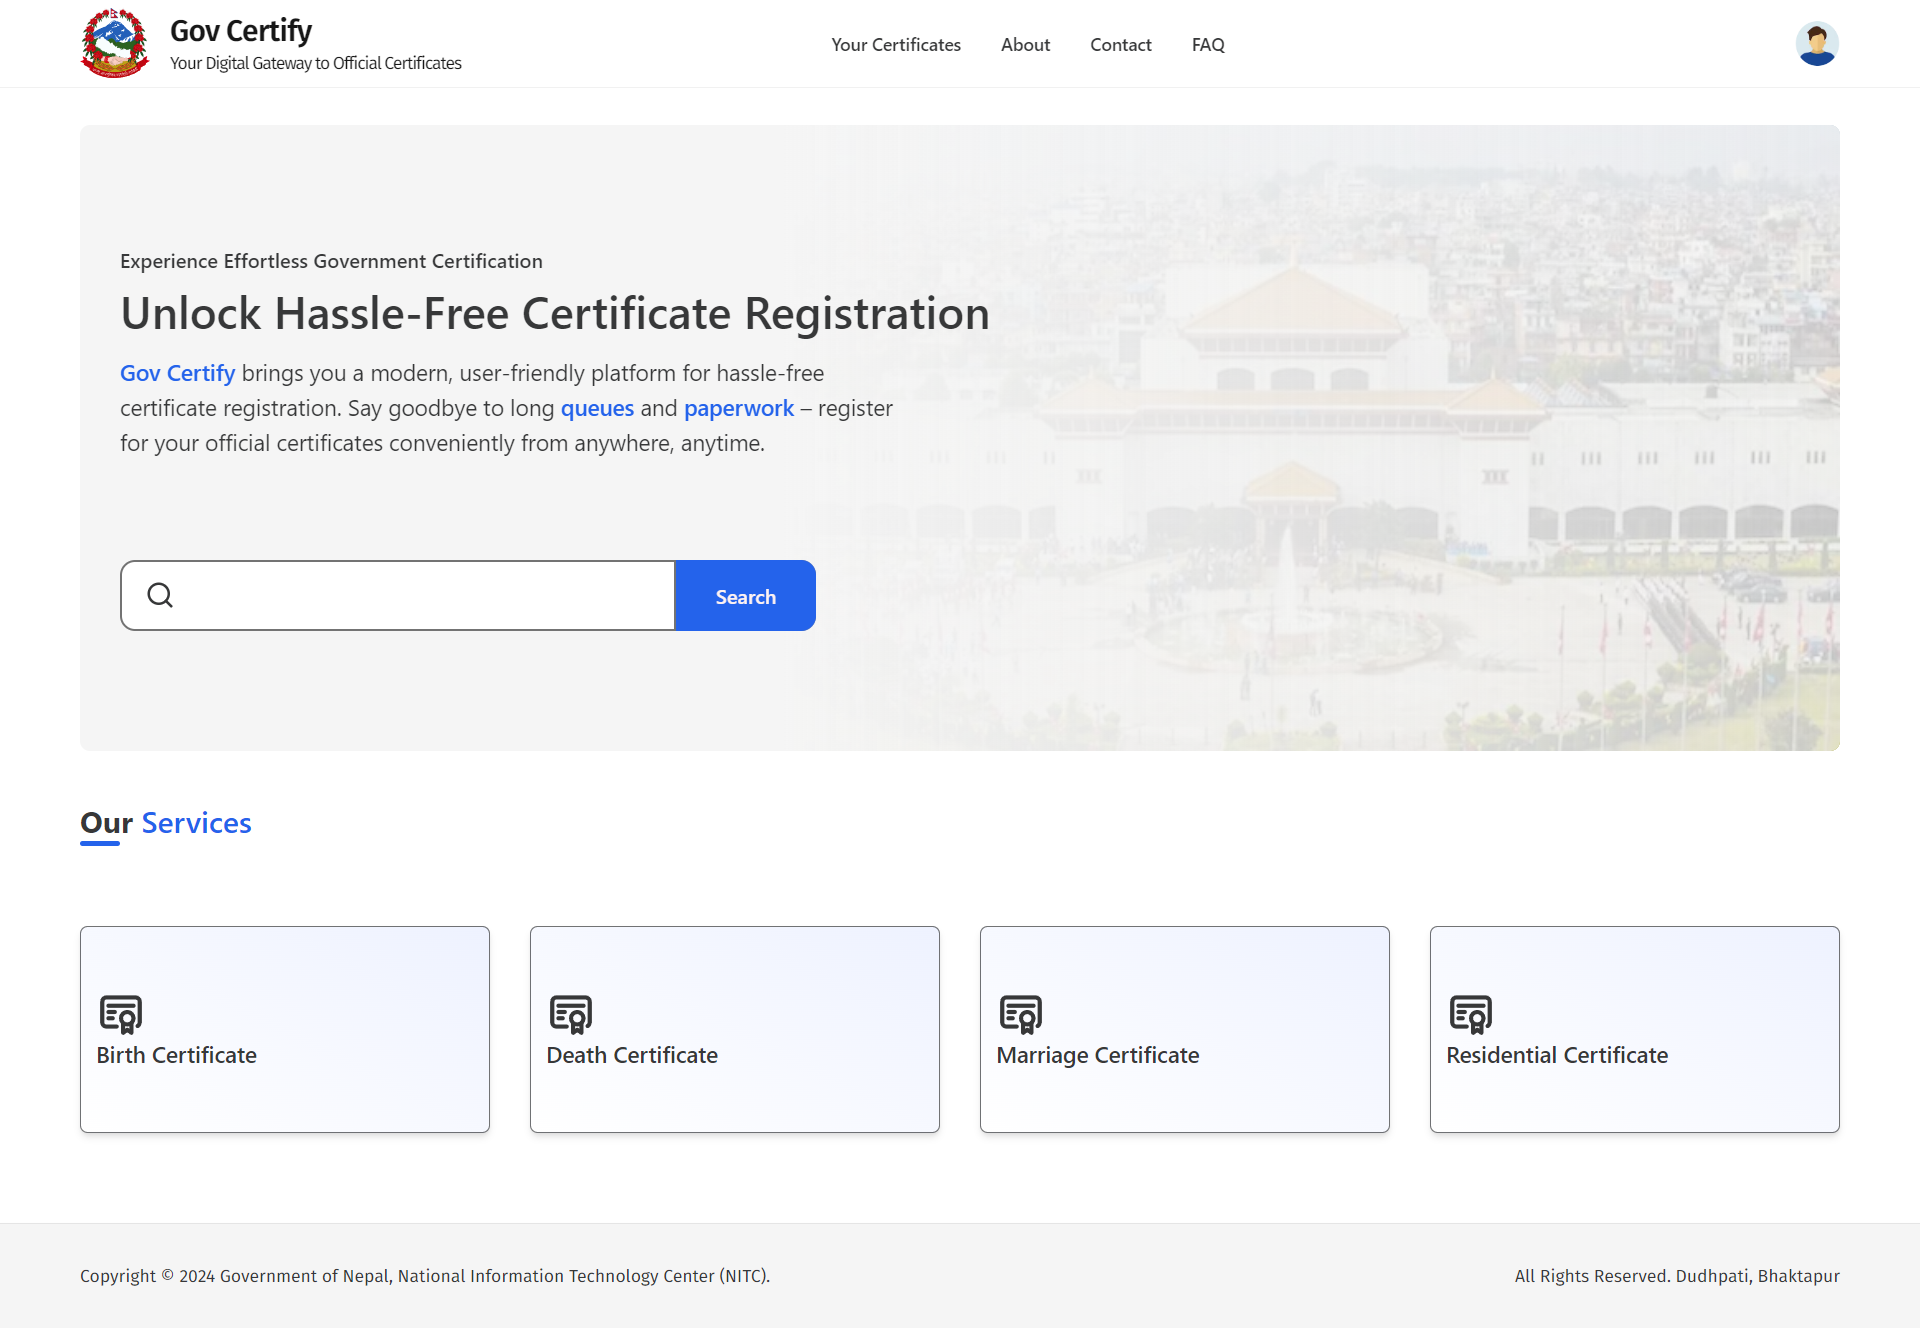 Gov Certify
Your Digital Gateway to Official Certificates
Your Certificates
About
Contact
FAQ
Experience Effortless Government Certification
Unlock Hassle-Free Certificate Registration
Gov Certify brings you a modern, user-friendly platform for hassle-free
certificate registration. Say goodbye to long queues and paperwork – register
for your official certificates conveniently from anywhere, anytime.
Search
Our Services
Birth Certificate
Death Certificate
Marriage Certificate
Residential Certificate
Copyright © 2024 Government of Nepal, National Information Technology Center (NITC).
All Rights Reserved. Dudhpati, Bhaktapur